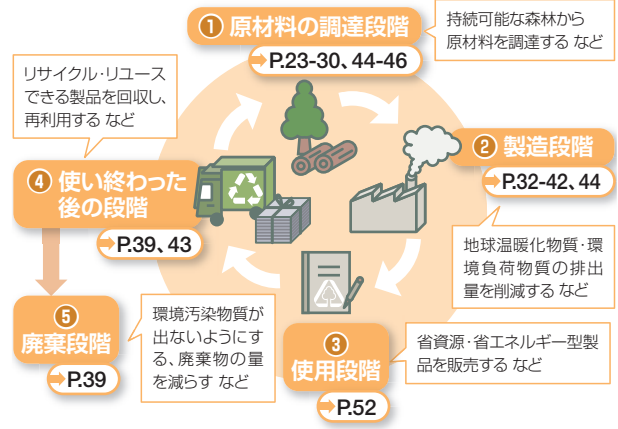 ① 原材料の調達段階
➡P.23-30、44-46
持続可能な森林から
原材料を調達する など
② 製造段階
➡P.32-42、44
地球温暖化物質・環
境負荷物質の排出
量を削減する など
③
使用段階
➡P.52
省資源・省エネルギー型製
品を販売する など
リサイクル・リユース
できる製品を回収し、
再利用する など
④ 使い終わった
後の段階
➡P.39、43
⑤
廃棄段階
➡P.39
環境汚染物質が
出ないようにす
る、廃棄物の量
を減らす など